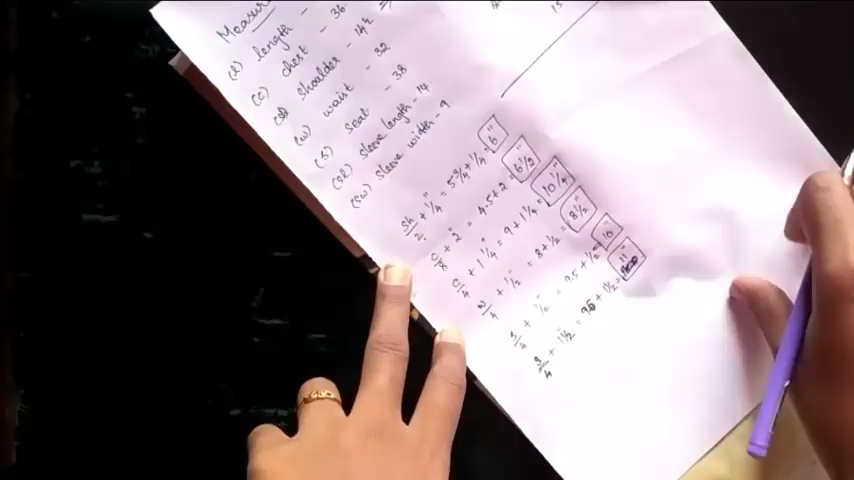 Measur
(l) length -
(c) chest - 36
sh shoulder - 14½
(w) waist - 32
(s) seat - 38
(sl) sleeve length - 14
(sw) sleeve width - 9
sh/2 + ¼" = 5¾ + ¼ = 6"
c/8 + 2" = 4.5 + 2 = 6½"
c/4 + 1¼" = 9 + 1¼ = 10¼"
w/4 + ½" = 8 + ½ = 8½"
s/4 + ½" = 9.5 + ½ = 10"
s/4 + 1½" = 9.5 + 1½ = 11"